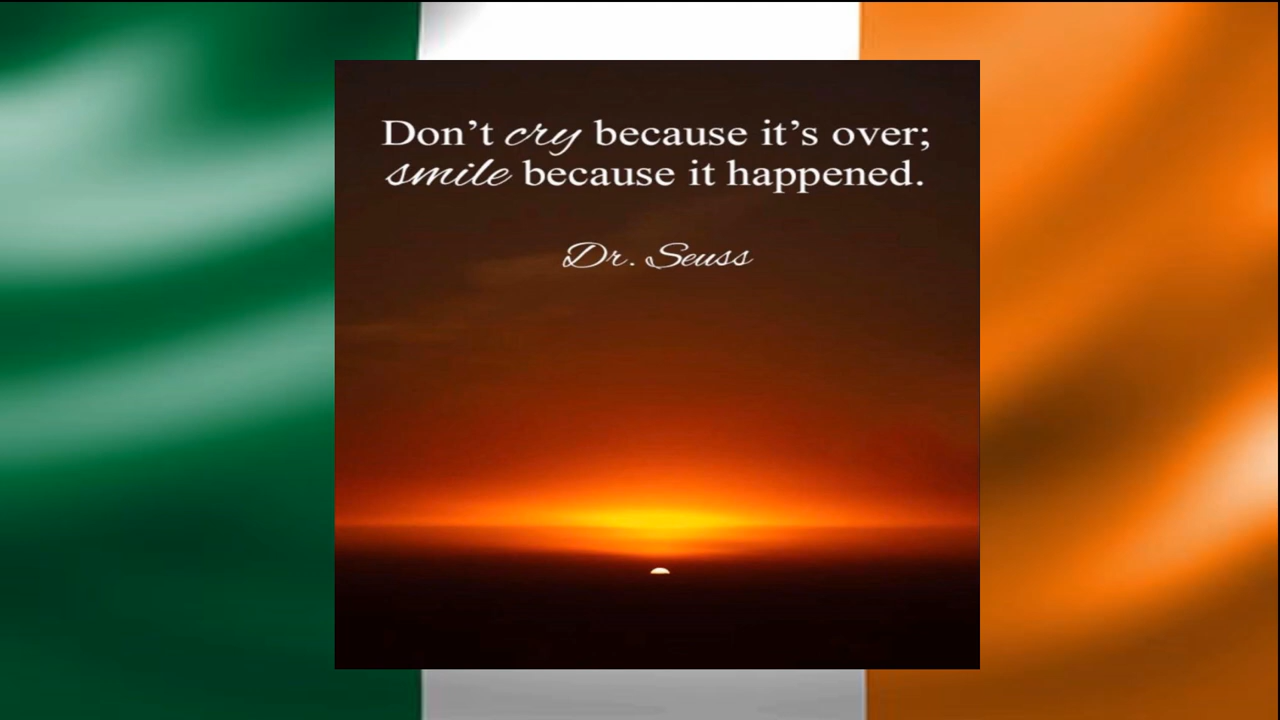 Don’t cry because it’s over;
smile because it happened.
Dr. Seuss